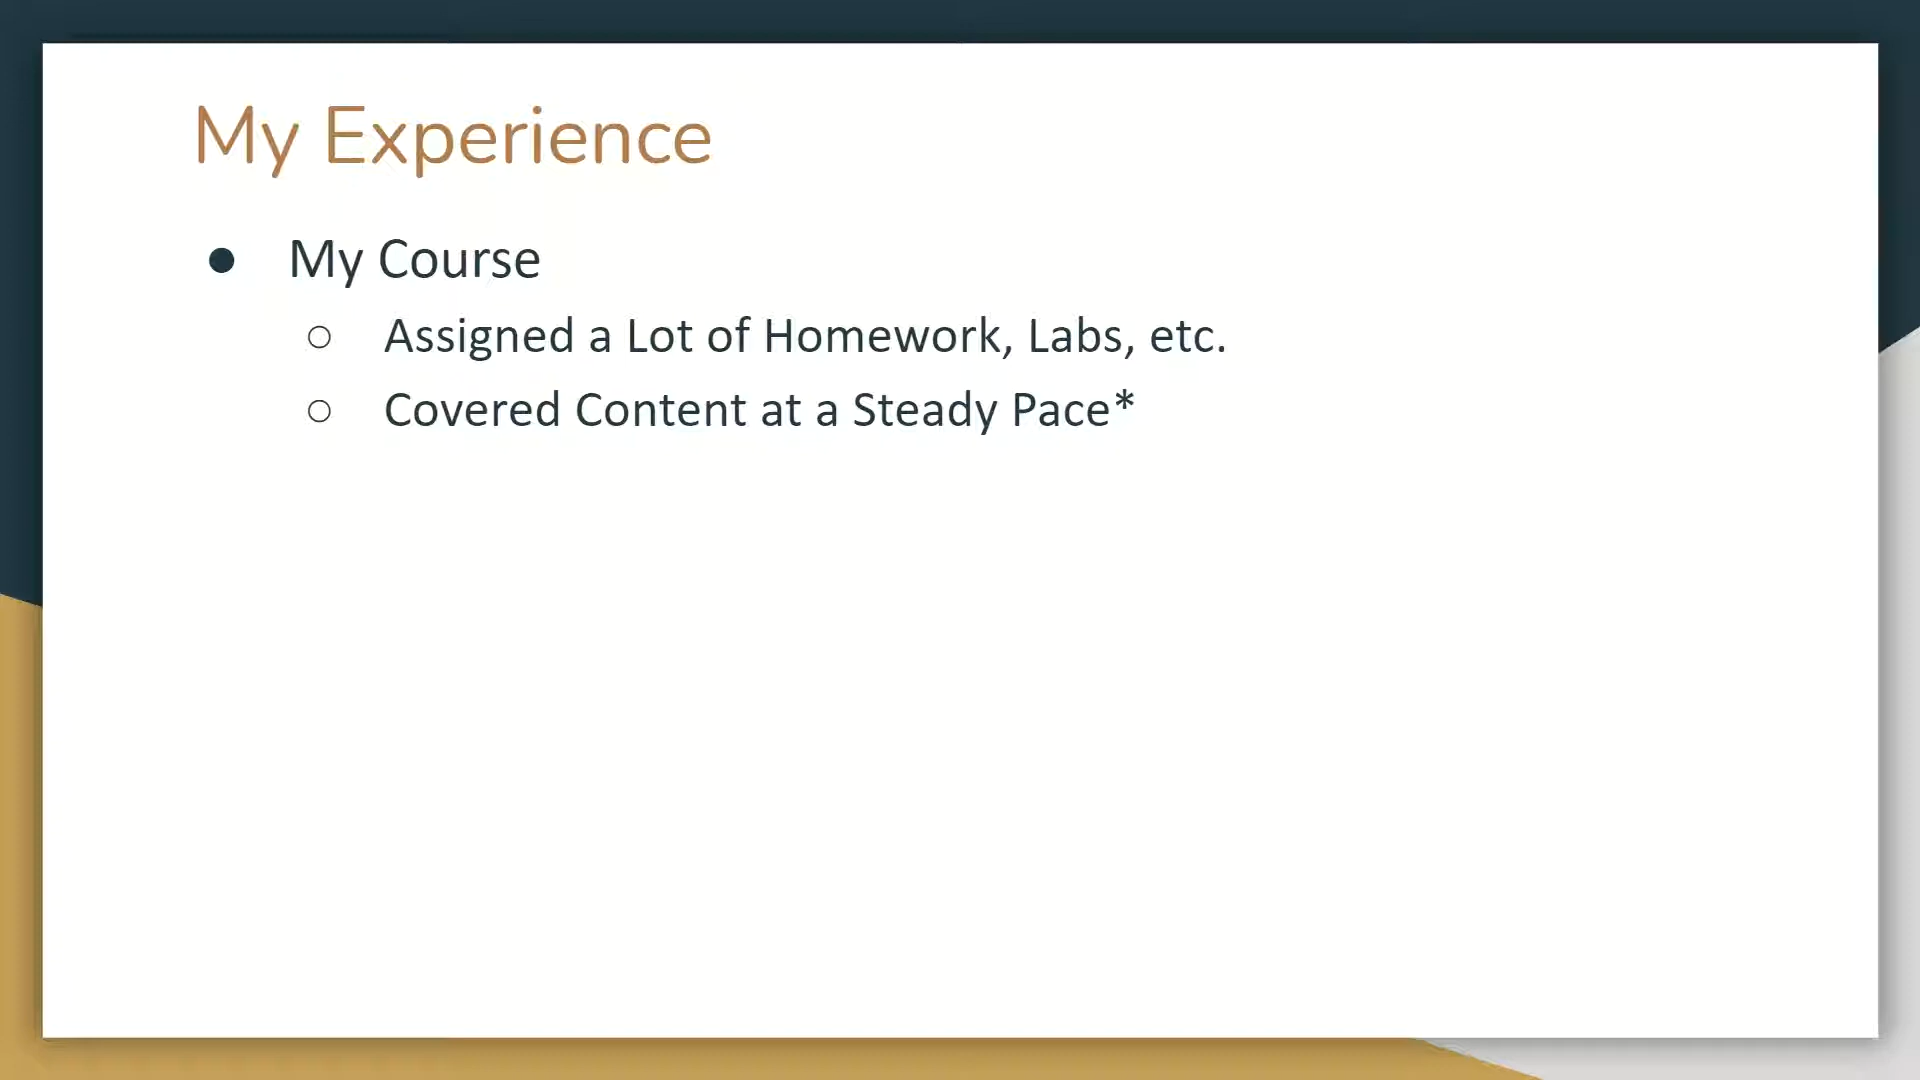 My Experience
● My Course
○ Assigned a Lot of Homework, Labs, etc.
○ Covered Content at a Steady Pace*